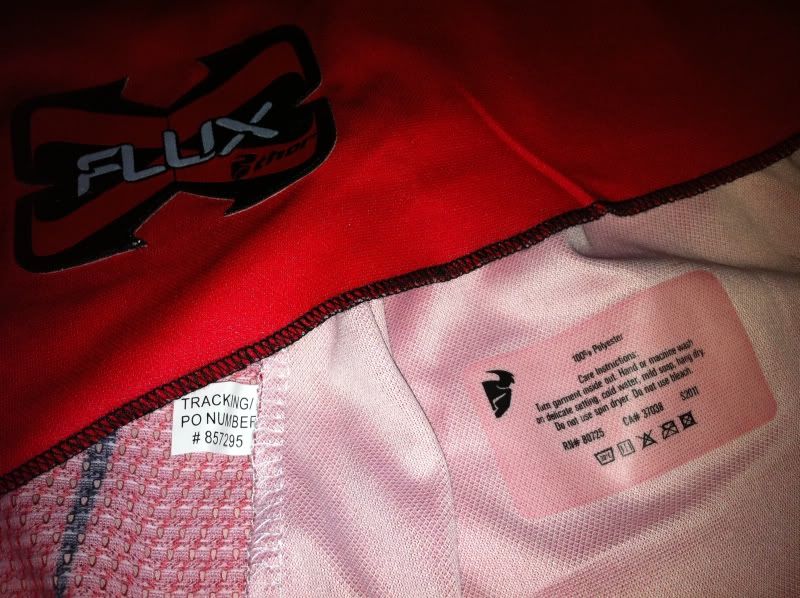 FLUX
thor
TRACKING/
PO NUMBER
# 857295
100% Polyester
Care Instructions:
Turn garment inside out. Hand or machine wash
on delicate setting, cold water, mild soap, hang dry.
Do not use spin dryer. Do not use bleach.
RN# 80725 CA# 37038 S2011